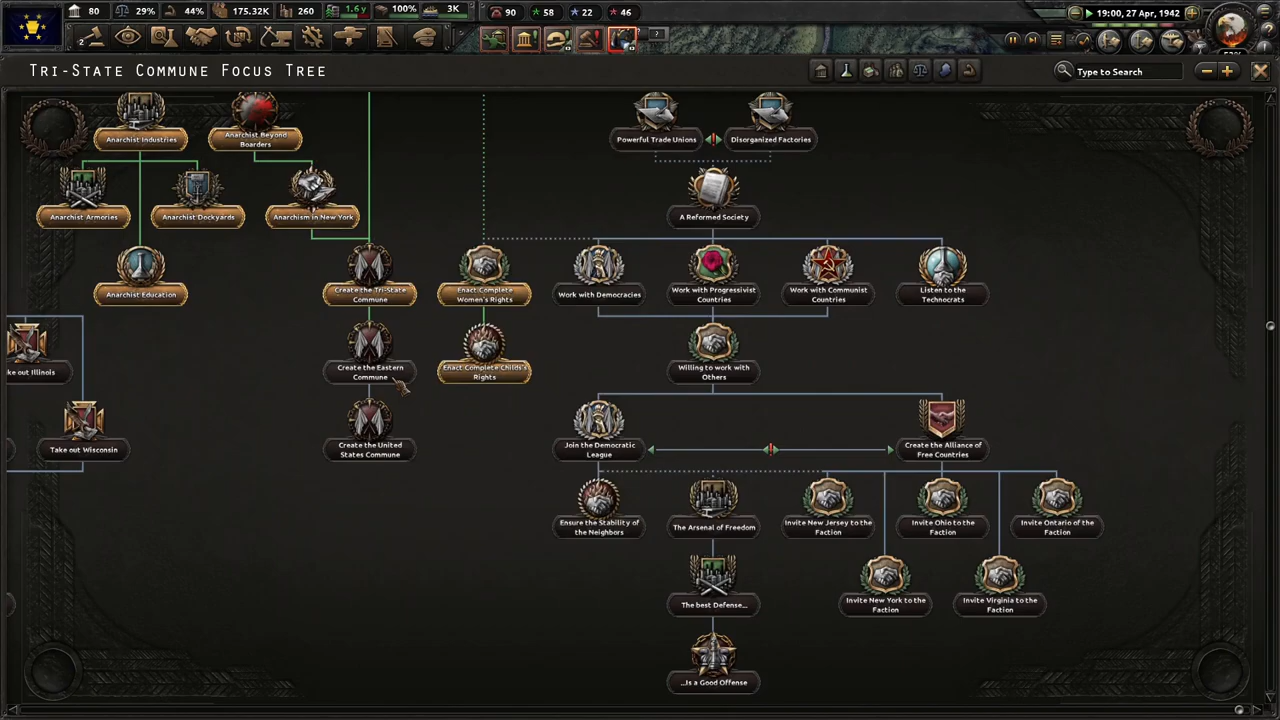 80 29% 44% 175.32K 260 1.6 y 100% 3K 90 58 22 46 19:00, 27 Apr, 1942
2 ?
Tri-State Commune Focus Tree
Type to Search
Anarchist Industries
Anarchist Beyond
Boarders
Powerful Trade Unions
Disorganized Factories
Anarchist Armories
Anarchist Dockyards
Anarchism in New York
A Reformed Society
Anarchist Education
Create the Tri-State
Commune
Enact Complete
Women's Rights
Work with Democracies
Work with Progressivist
Countries
Work with Communist
Countries
Listen to the
Technocrats
ke out Illinois
Create the Eastern
Commune
Enact Complete Childs's
Rights
Willing to work with
Others
Take out Wisconsin
Create the United
States Commune
Join the Democratic
League
Create the Alliance of
Free Countries
Ensure the Stability of
the Neighbors
The Arsenal of Freedom
Invite New Jersey to the
Faction
Invite Ohio to the
Faction
Invite Ontario of the
Faction
The best Defense...
Invite New York to the
Faction
Invite Virginia to the
Faction
...Is a Good Offense